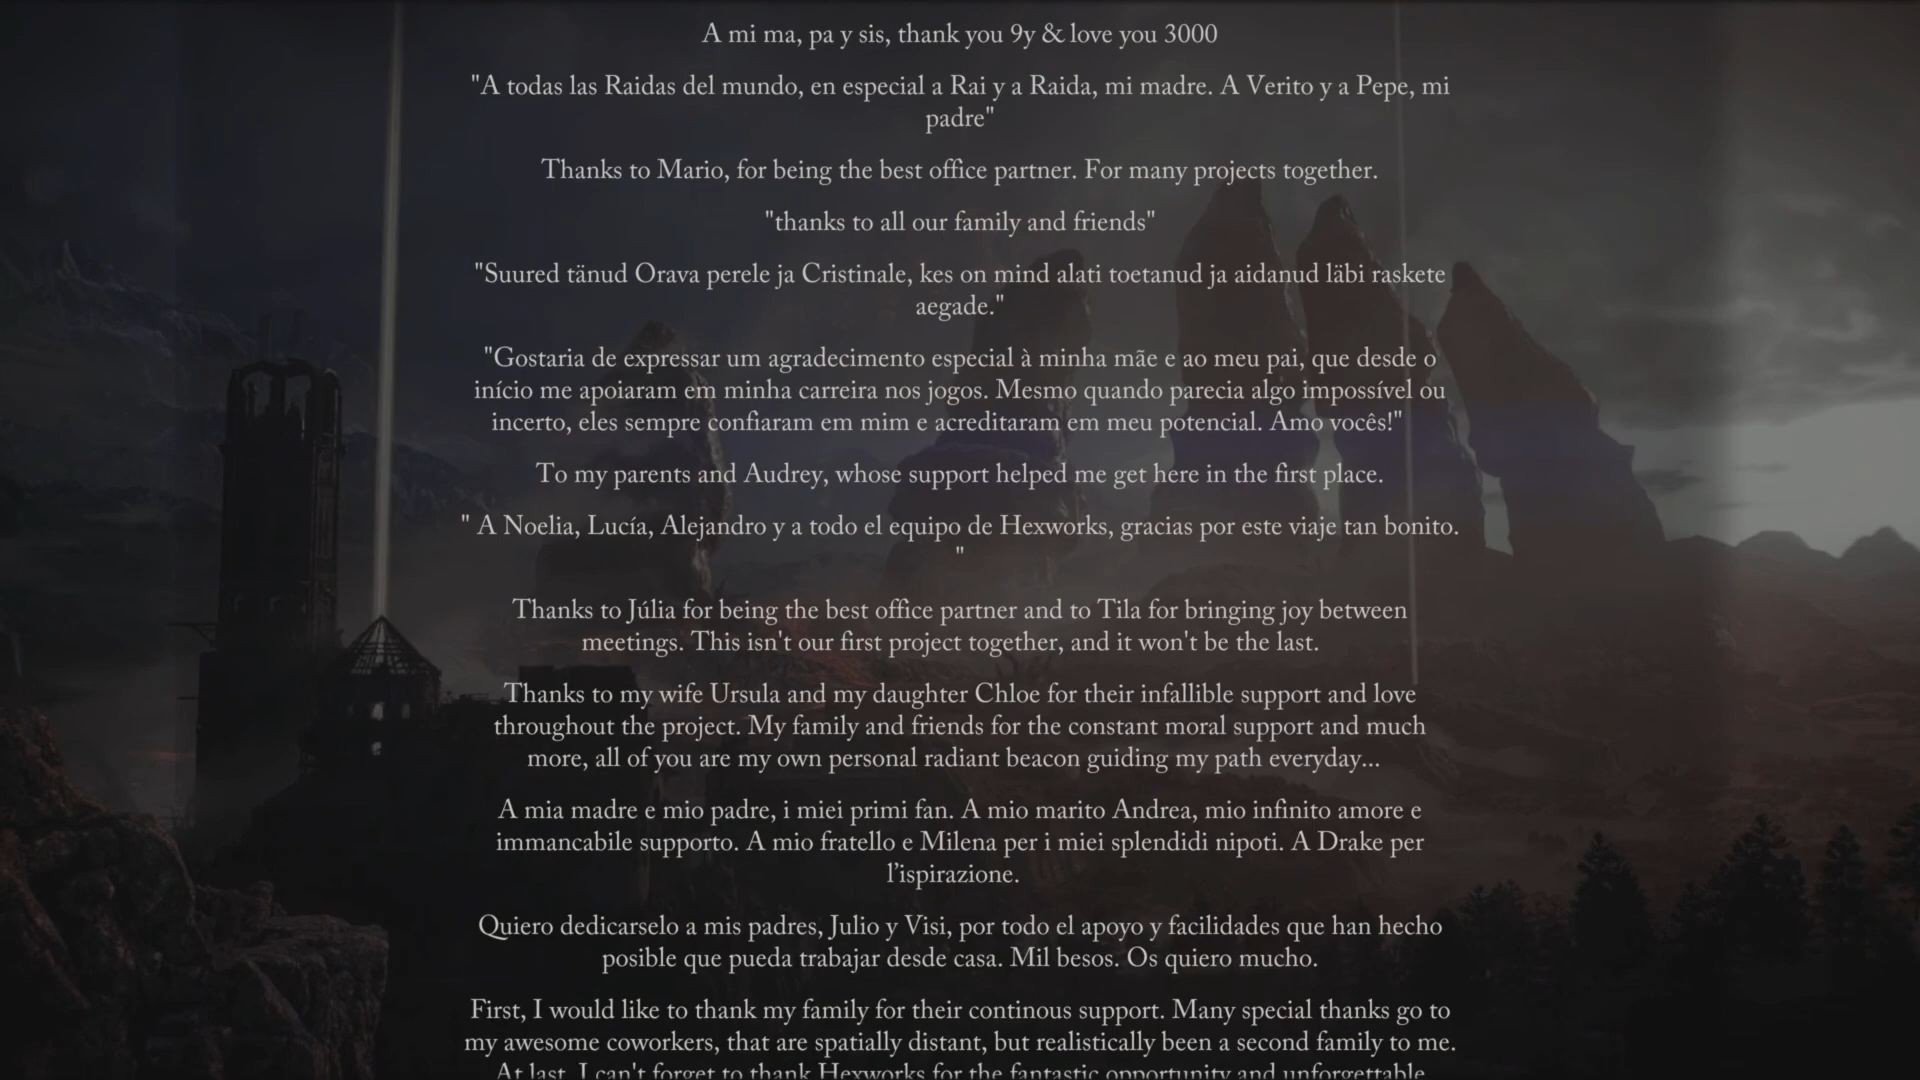 A mi ma, pa y sis, thank you 9y & love you 3000
"A todas las Raidas del mundo, en especial a Rai y a Raida, mi madre. A Verito y a Pepe, mi
padre"
Thanks to Mario, for being the best office partner. For many projects together.
"thanks to all our family and friends"
"Suured tänud Orava perele ja Cristinale, kes on mind alati toetanud ja aidanud läbi raskete
aegade."
"Gostaria de expressar um agradecimento especial à minha mãe e ao meu pai, que desde o
início me apoiaram em minha carreira nos jogos. Mesmo quando parecia algo impossível ou
incerto, eles sempre confiaram em mim e acreditaram em meu potencial. Amo vocês!"
To my parents and Audrey, whose support helped me get here in the first place.
" A Noelia, Lucía, Alejandro y a todo el equipo de Hexworks, gracias por este viaje tan bonito.
"
Thanks to Júlia for being the best office partner and to Tila for bringing joy between
meetings. This isn't our first project together, and it won't be the last.
Thanks to my wife Ursula and my daughter Chloe for their infallible support and love
throughout the project. My family and friends for the constant moral support and much
more, all of you are my own personal radiant beacon guiding my path everyday...
A mia madre e mio padre, i miei primi fan. A mio marito Andrea, mio infinito amore e
immancabile supporto. A mio fratello e Milena per i miei splendidi nipoti. A Drake per
l'ispirazione.
Quiero dedicarselo a mis padres, Julio y Visi, por todo el apoyo y facilidades que han hecho
posible que pueda trabajar desde casa. Mil besos. Os quiero mucho.
First, I would like to thank my family for their continous support. Many special thanks go to
my awesome coworkers, that are spatially distant, but realistically been a second family to me.
At last, I can't forget to thank Hexworks for the fantastic opportunity and unforgettable